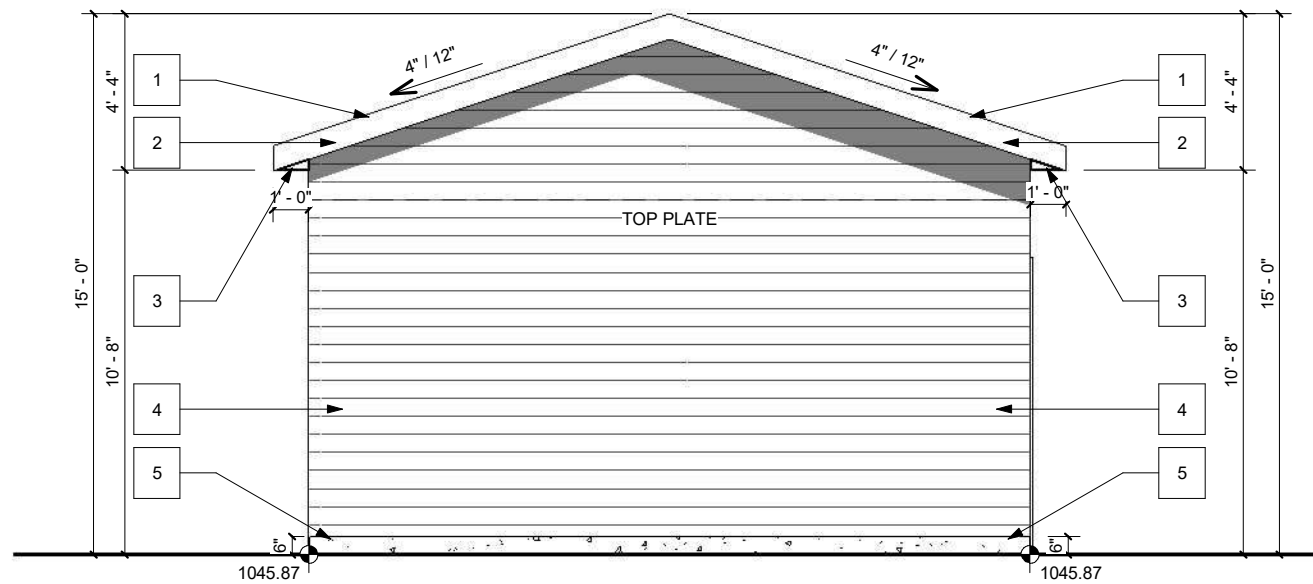 4" / 12"
4" / 12"
1
1
4' - 4"
4' - 4"
2
2
1' - 0"
1' - 0"
TOP PLATE
15' - 0"
15' - 0"
3
3
10' - 8"
10' - 8"
4
4
5
5
6"
6"
1045.87
1045.87